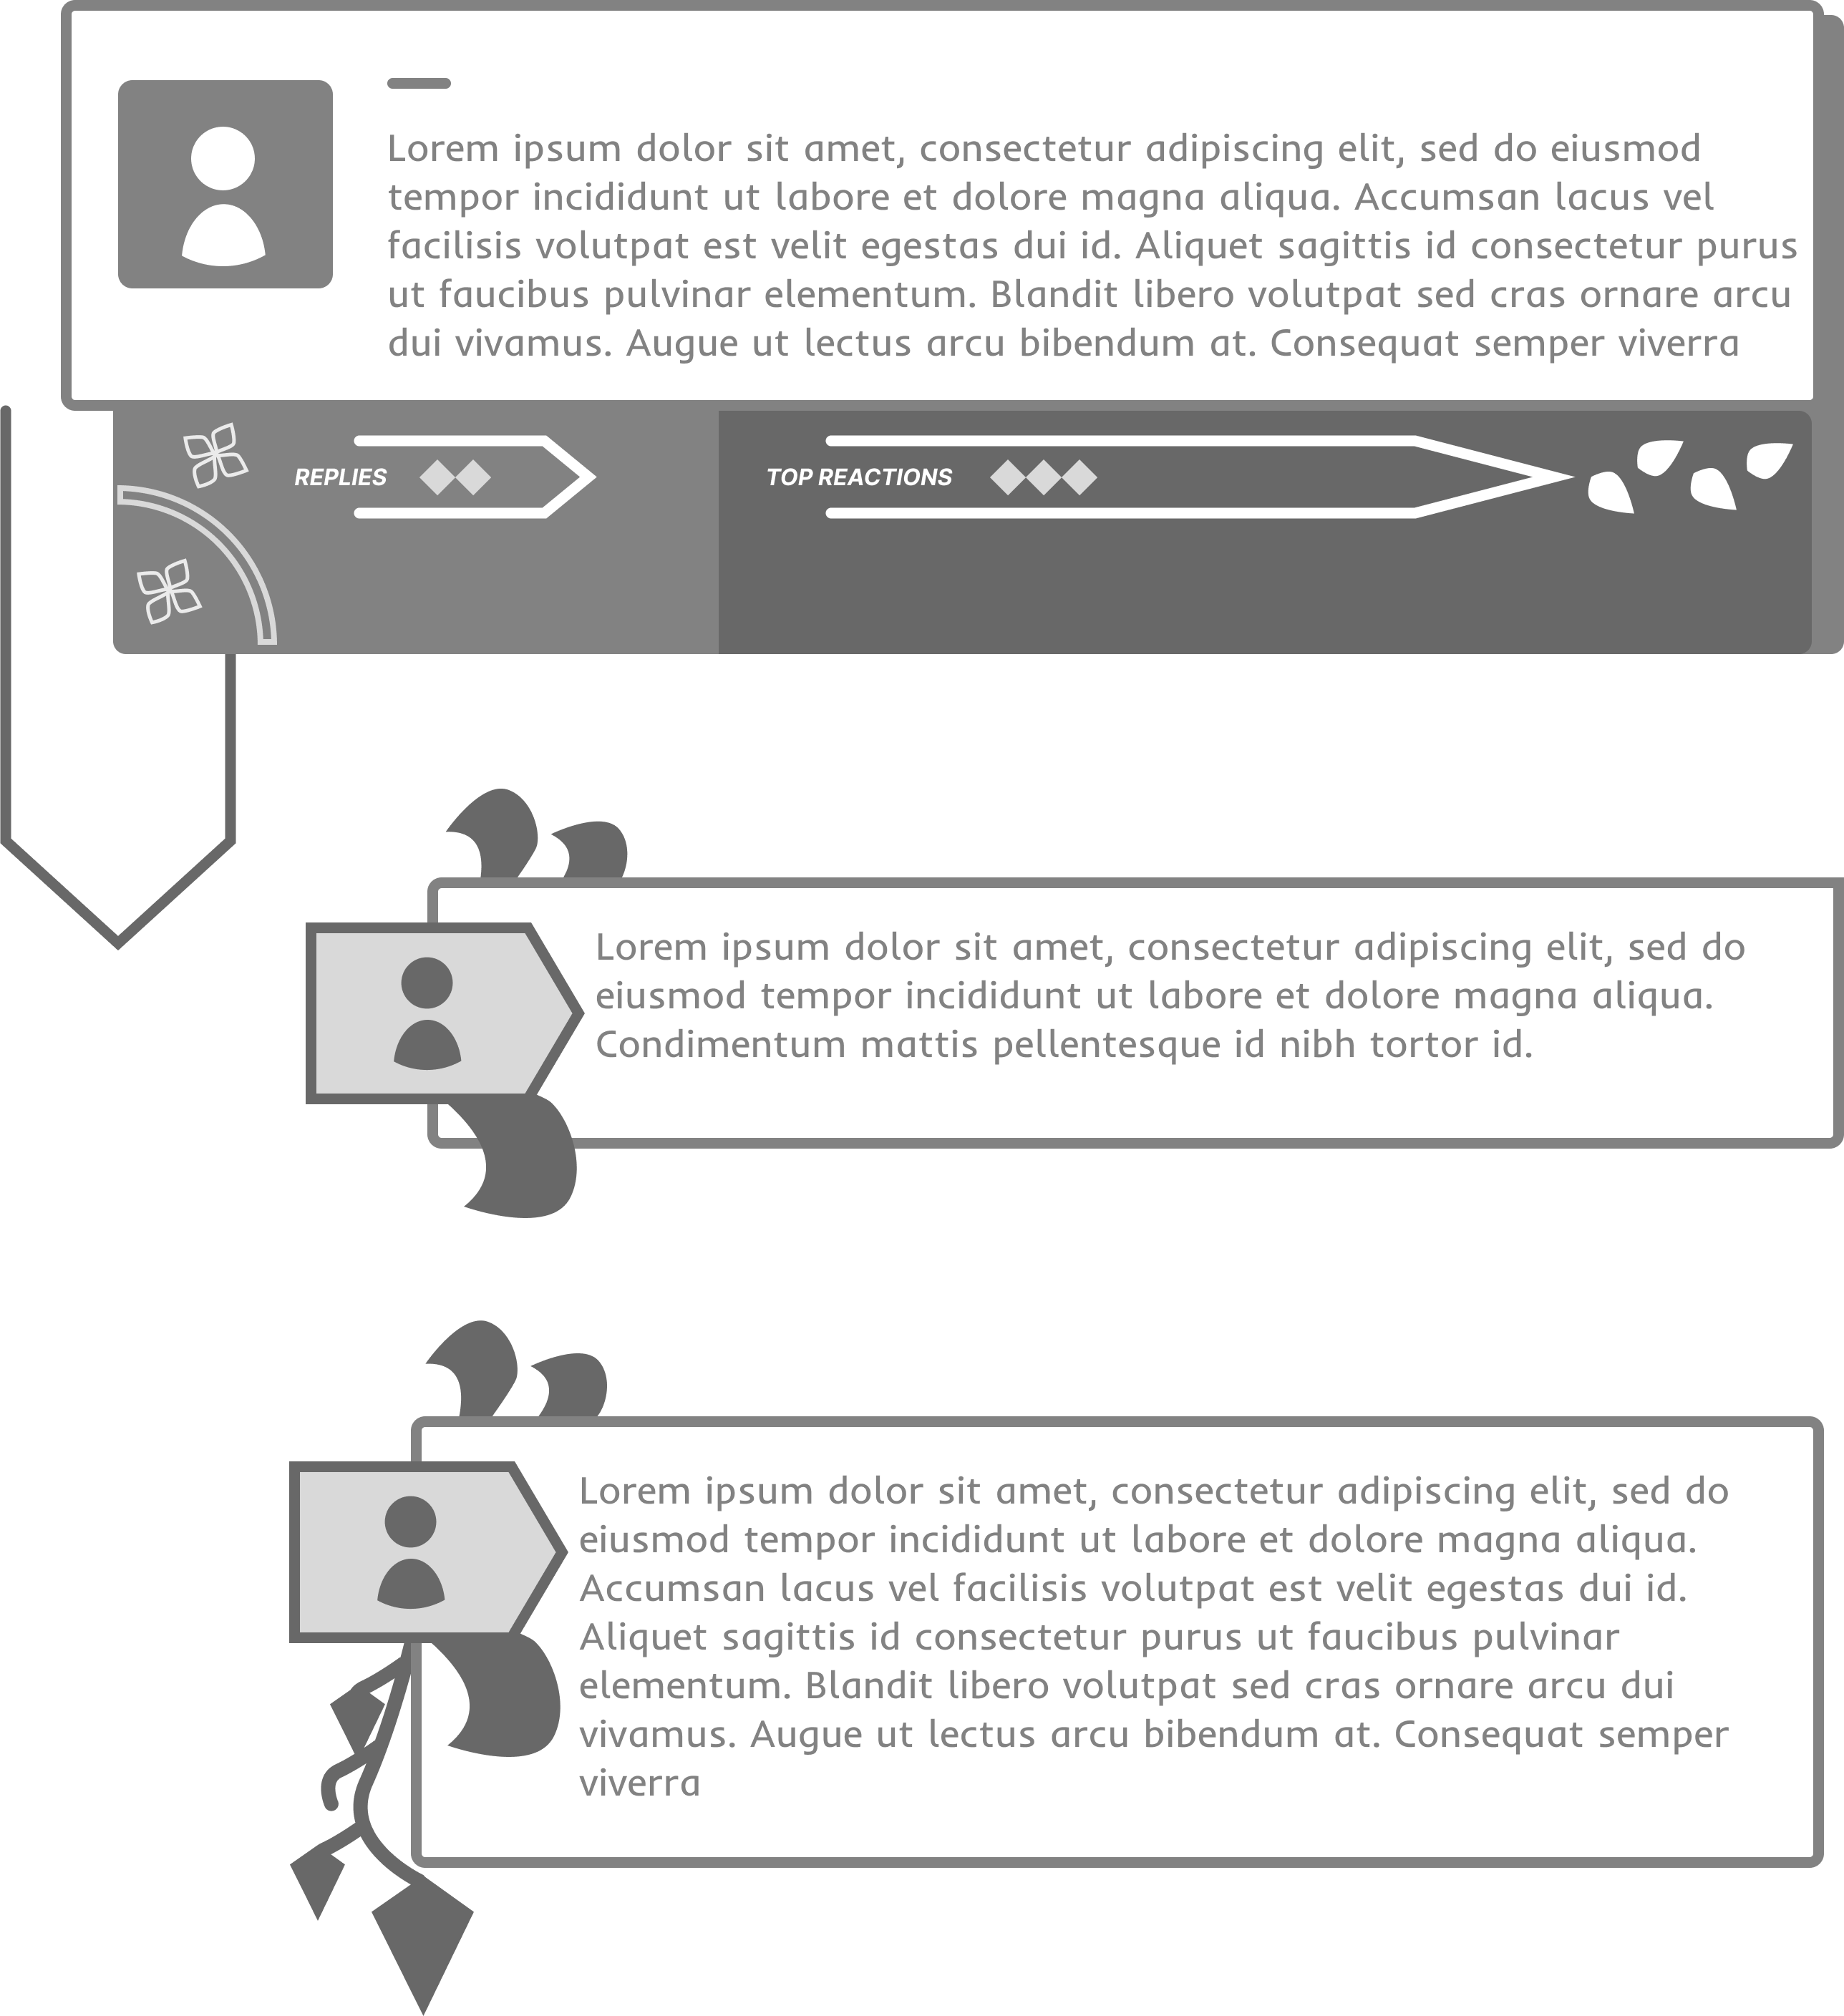 Lorem ipsum dolor sit amet, consectetur adipiscing elit, sed do eiusmod
tempor incididunt ut labore et dolore magna aliqua. Accumsan lacus vel
facilisis volutpat est velit egestas dui id. Aliquet sagittis id consectetur purus
ut faucibus pulvinar elementum. Blandit libero volutpat sed cras ornare arcu
dui vivamus. Augue ut lectus arcu bibendum at. Consequat semper viverra
REPLIES
TOP REACTIONS
Lorem ipsum dolor sit amet, consectetur adipiscing elit, sed do
eiusmod tempor incididunt ut labore et dolore magna aliqua.
Condimentum mattis pellentesque id nibh tortor id.
Lorem ipsum dolor sit amet, consectetur adipiscing elit, sed do
eiusmod tempor incididunt ut labore et dolore magna aliqua.
Accumsan lacus vel facilisis volutpat est velit egestas dui id.
Aliquet sagittis id consectetur purus ut faucibus pulvinar
elementum. Blandit libero volutpat sed cras ornare arcu dui
vivamus. Augue ut lectus arcu bibendum at. Consequat semper
viverra